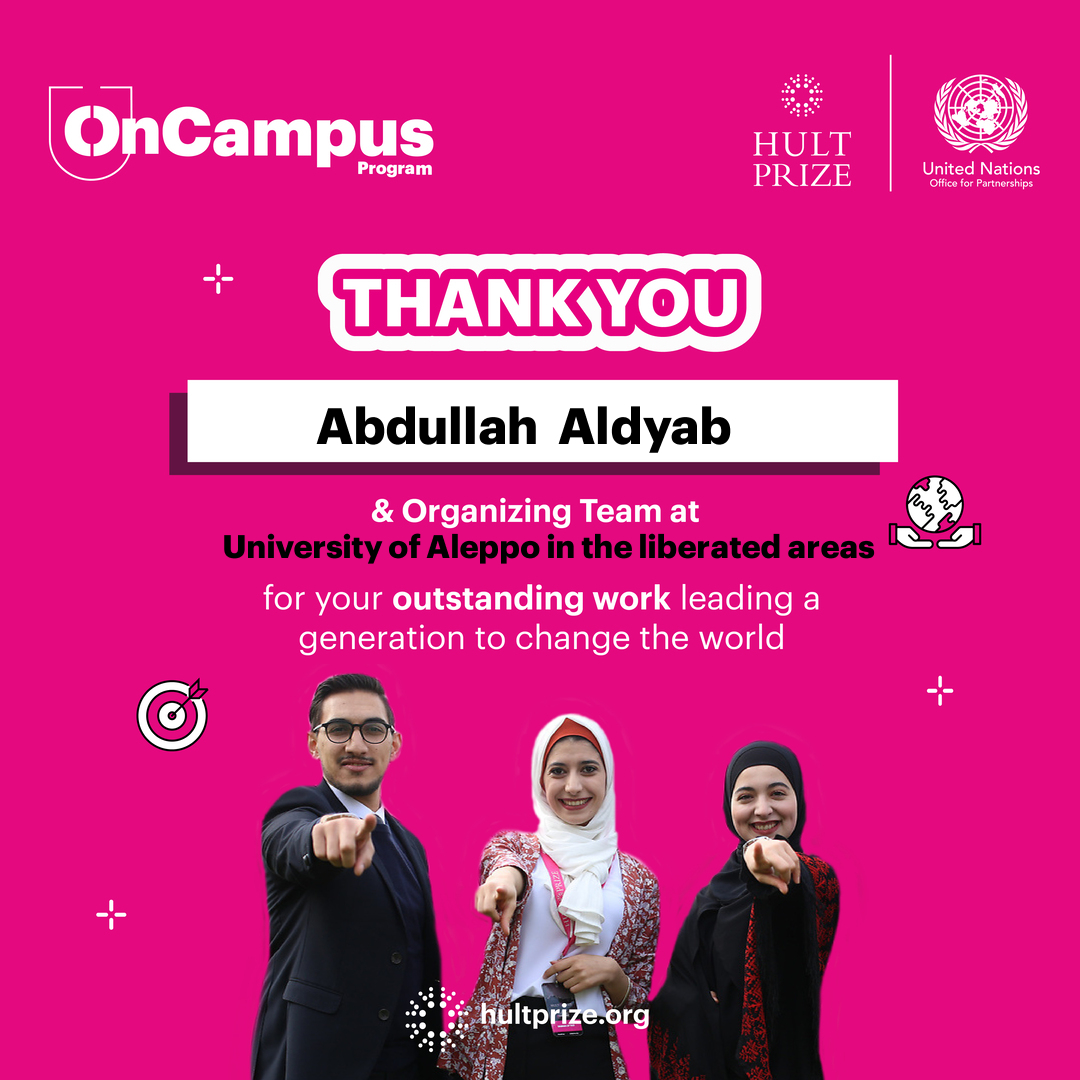 OnCampus
Program
HULT
PRIZE
United Nations
Office for Partnerships
THANK YOU
Abdullah Aldyab
& Organizing Team at
University of Aleppo in the liberated areas
for your outstanding work leading a
generation to change the world
PRIZE
hultprize.org